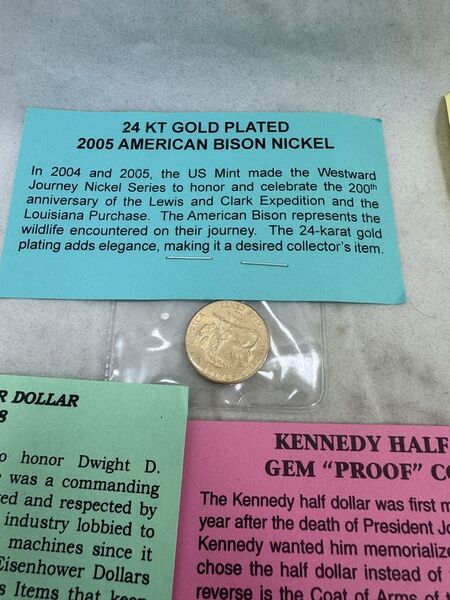 24 KT GOLD PLATED
2005 AMERICAN BISON NICKEL
In 2004 and 2005, the US Mint made the Westward
Journey Nickel Series to honor and celebrate the 200th
anniversary of the Lewis and Clark Expedition and the
Louisiana Purchase. The American Bison represents the
wildlife encountered on their journey. The 24-karat gold
plating adds elegance, making it a desired collector's item.
R DOLLAR
8
o honor Dwight D.
was a commanding
ed and respected by
industry lobbied to
machines since it
Eisenhower Dollars
s Items that keep
KENNEDY HALF
GEM "PROOF" CO
The Kennedy half dollar was first m
year after the death of President Jo
Kennedy wanted him memorialize
chose the half dollar instead of
reverse is the Coat of Arms of t